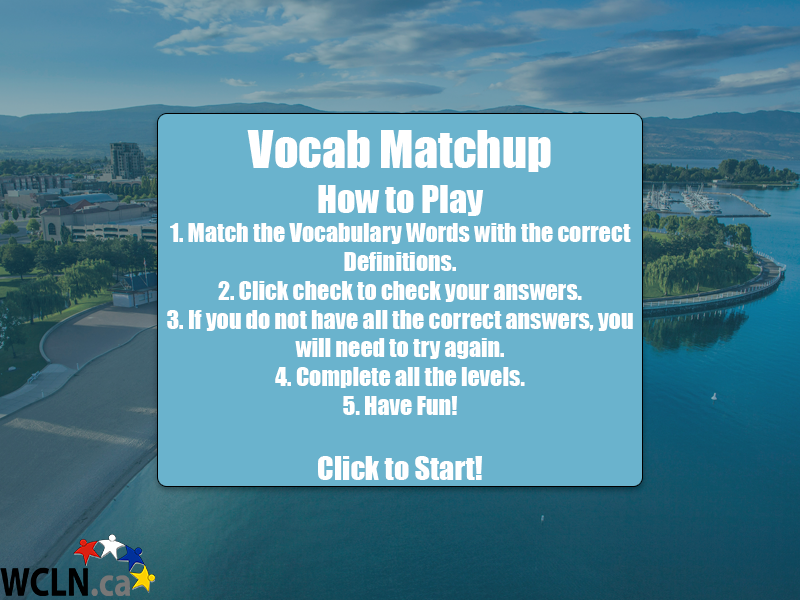 Vocab Matchup
How to Play
1. Match the Vocabulary Words with the correct
Definitions.
2. Click check to check your answers.
3. If you do not have all the correct answers, you
will need to try again.
4. Complete all the levels.
5. Have Fun!
Click to Start!
WCLN.ca